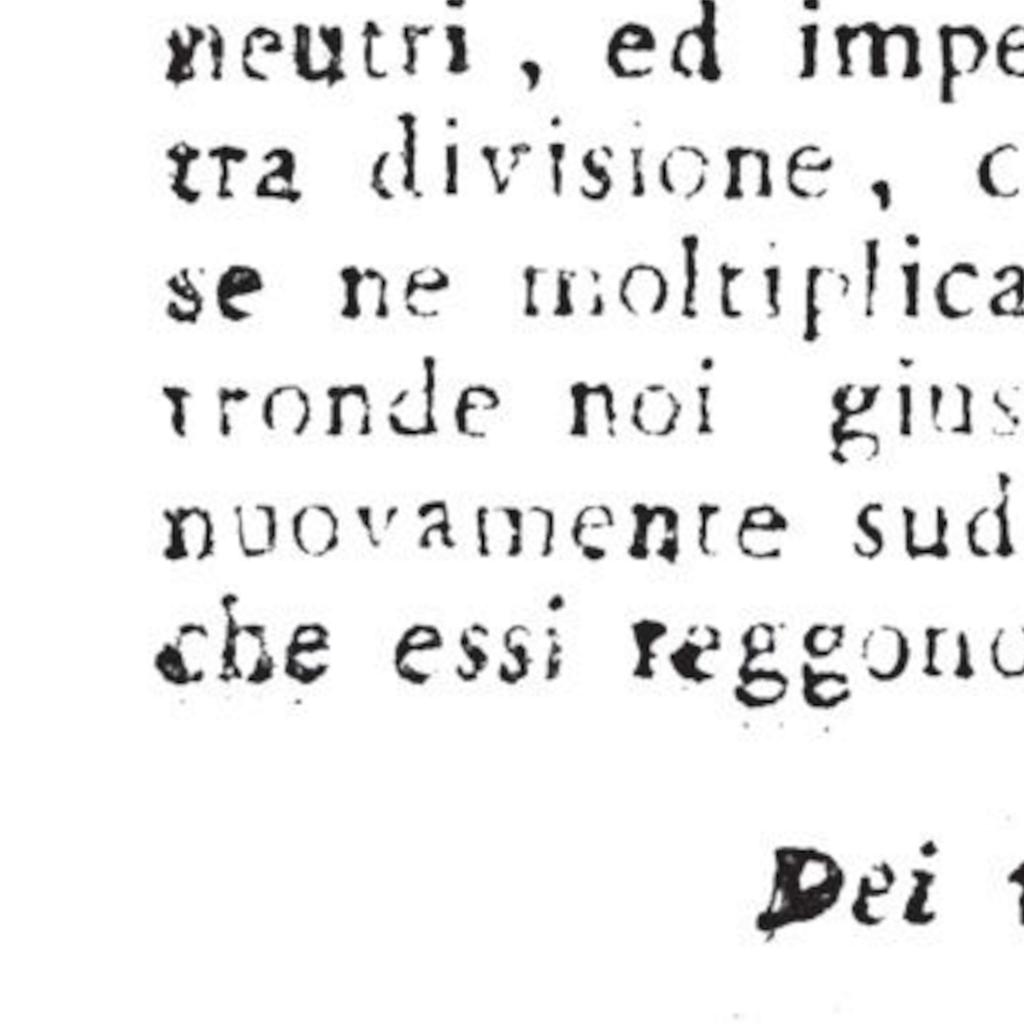 neutri, ed impe
tra divisione, c
se ne moltiplica
tronde noi gius
nuovamente sud
che essi reggono
Dei